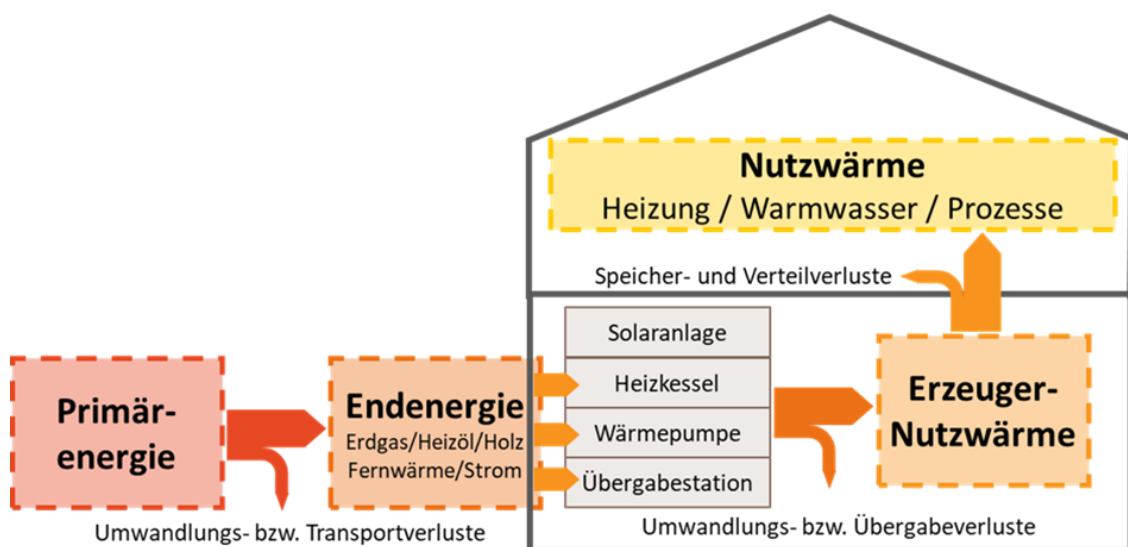 Nutzwärme
Heizung / Warmwasser / Prozesse
Speicher- und Verteilverluste
Solaranlage
Heizkessel
Wärmepumpe
Übergabestation
Primär-
energie
Endenergie
Erdgas/Heizöl/Holz
Fernwärme/Strom
Erzeuger-
Nutzwärme
Umwandlungs- bzw. Transportverluste
Umwandlungs- bzw. Übergabeverluste